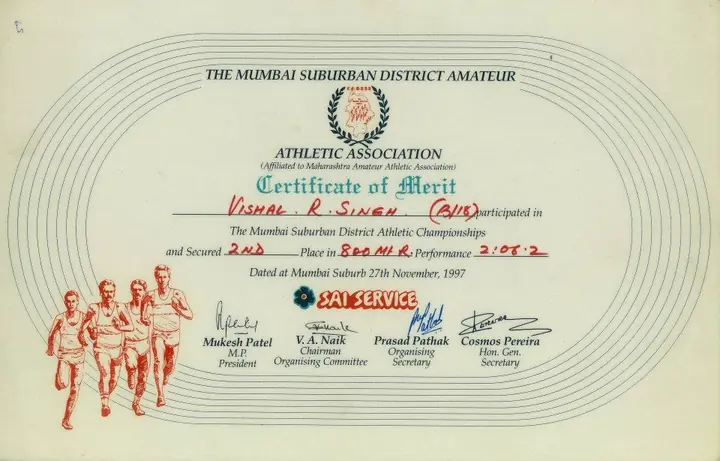 THE MUMBAI SUBURBAN DISTRICT AMATEUR
ATHLETIC ASSOCIATION
(Affiliated to Maharashtra Amateur Athletic Association)
Certificate of Merit
VISHAL . R . SINGH . (B/18) participated in
The Mumbai Suburban District Athletic Championships
and Secured 2ND Place in 800 MTR. Performance 2:06.2
Dated at Mumbai Suburb 27th November, 1997
SAI SERVICE
Mukesh Patel
M.P.
President
V. A. Naik
Chairman
Organising Committee
Prasad Pathak
Organising
Secretary
Cosmos Pereira
Hon. Gen.
Secretary